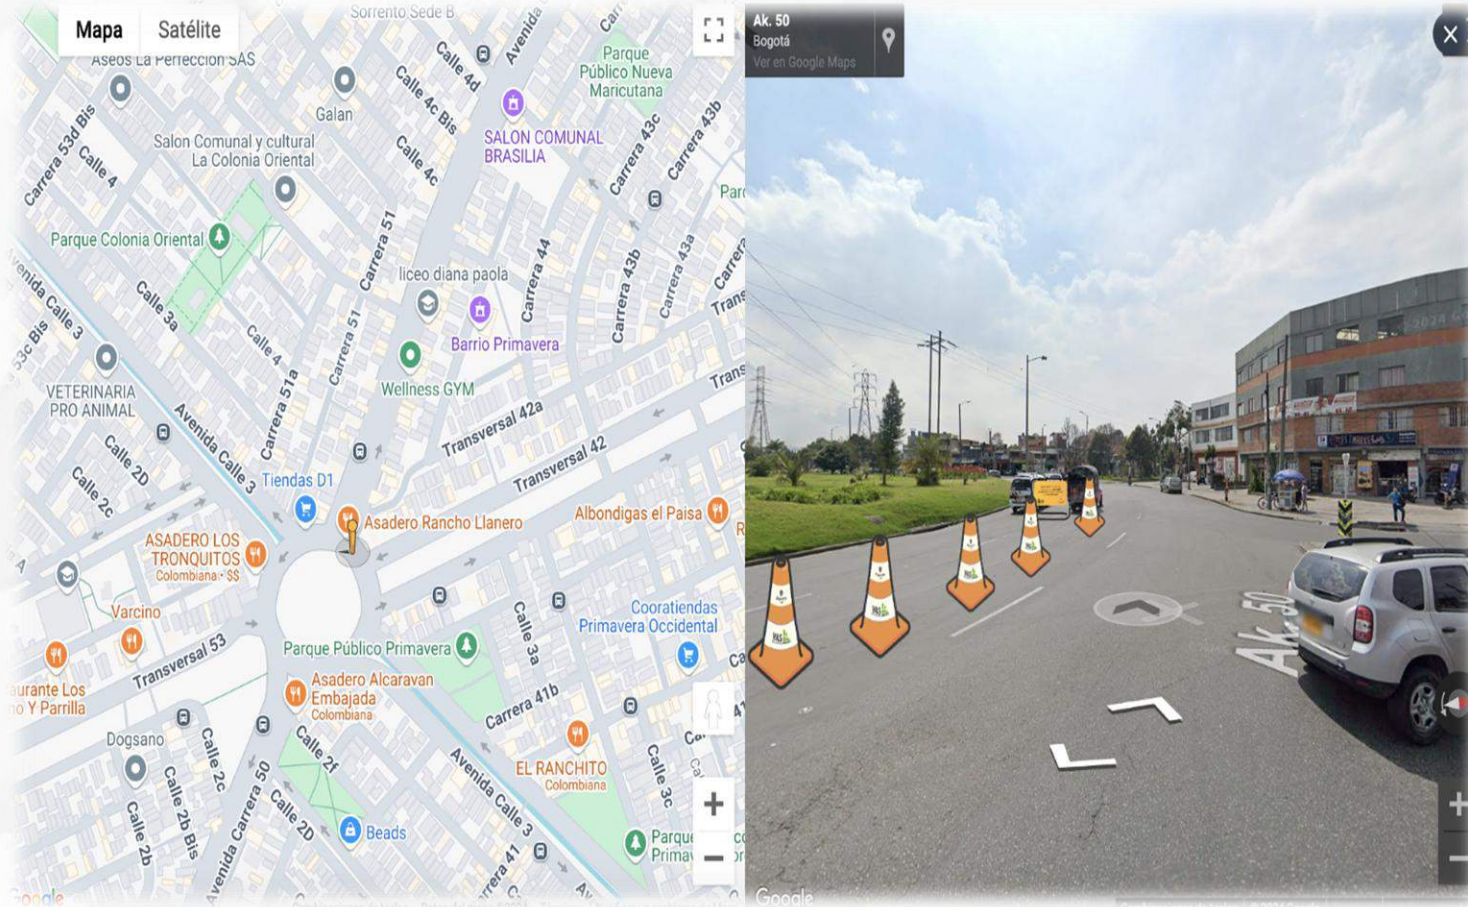 Mapa
Satélite
Sorrento Sede B
Aseos La Perfeccion SAS
Galan
Parque
Público Nueva
Maricutana
Avenida
Calle 4d
Calle 4c Bis
Calle 4c
SALON COMUNAL
BRASILIA
Carrera 43c
Carrera 43b
Carrera 53d Bis
Calle 4
Salon Comunal y cultural
La Colonia Oriental
Parque Colonia Oriental
Carrera 51
liceo diana paola
Carrera 44
Carrera 43b
Carrera 43a
Calle 3a
Calle 4
Carrera 51
Barrio Primavera
Wellness GYM
Avenida Calle 3
53c Bis
VETERINARIA
PRO ANIMAL
Carrera 51a
Avenida Calle 3
Transversal 42a
Transversal 42
Calle 2D
Calle 2c
Tiendas D1
Asadero Rancho Llanero
Albondigas el Paisa
ASADERO LOS
TRONQUITOS
Colombiana · $$
Varcino
Calle 3a
Cooratiendas
Primavera Occidental
Transversal 53
Parque Público Primavera
Asadero Alcaravan
Embajada
Colombiana
Carrera 41b
Dogsano
Calle 2c
Calle 2f
EL RANCHITO
Colombiana
Calle 3c
Avenida Calle 3
Calle 2b Bis
Calle 2b
Avenida Carrera 50
Calle 2D
Beads
Ak. 50
Bogotá
Ver en Google Maps
Ak. 50
Google